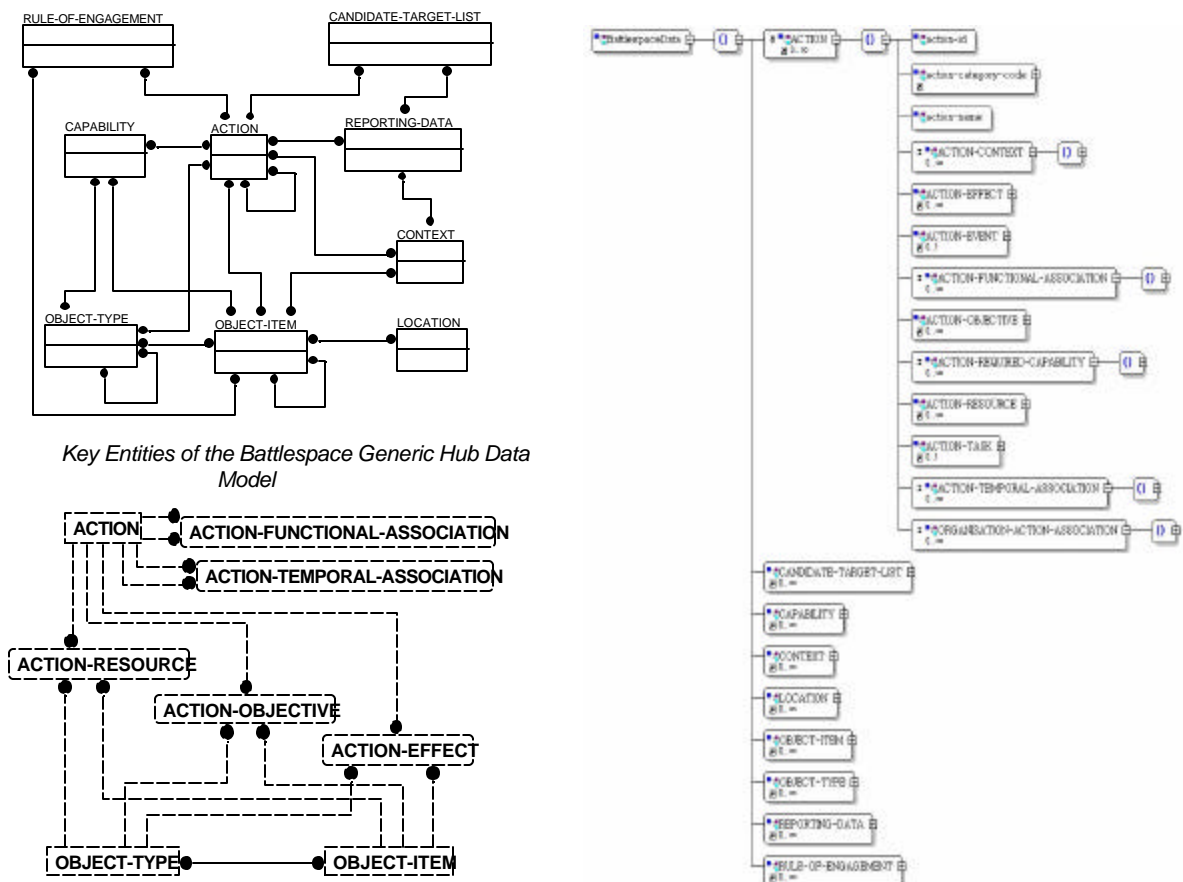 RULE-OF-ENGAGEMENT
CANDIDATE-TARGET-LIST
CAPABILITY
ACTION
REPORTING-DATA
CONTEXT
OBJECT-TYPE
OBJECT-ITEM
LOCATION
Key Entities of the Battlespace Generic Hub Data
Model
ACTION
ACTION-FUNCTIONAL-ASSOCIATION
ACTION-TEMPORAL-ASSOCIATION
ACTION-RESOURCE
ACTION-OBJECTIVE
ACTION-EFFECT
OBJECT-TYPE
OBJECT-ITEM
BattlespaceData
ACTION
action-id
action-category-code
action-name
ACTION-CONTEXT
ACTION-EFFECT
ACTION-EVENT
ACTION-FUNCTIONAL-ASSOCIATION
ACTION-OBJECTIVE
ACTION-REQUIRED-CAPABILITY
ACTION-RESOURCE
ACTION-TASK
ACTION-TEMPORAL-ASSOCIATION
ORGANISATION-ACTION-ASSOCIATION
CANDIDATE-TARGET-LIST
CAPABILITY
CONTEXT
LOCATION
OBJECT-ITEM
OBJECT-TYPE
REPORTING-DATA
RULE-OF-ENGAGEMENT